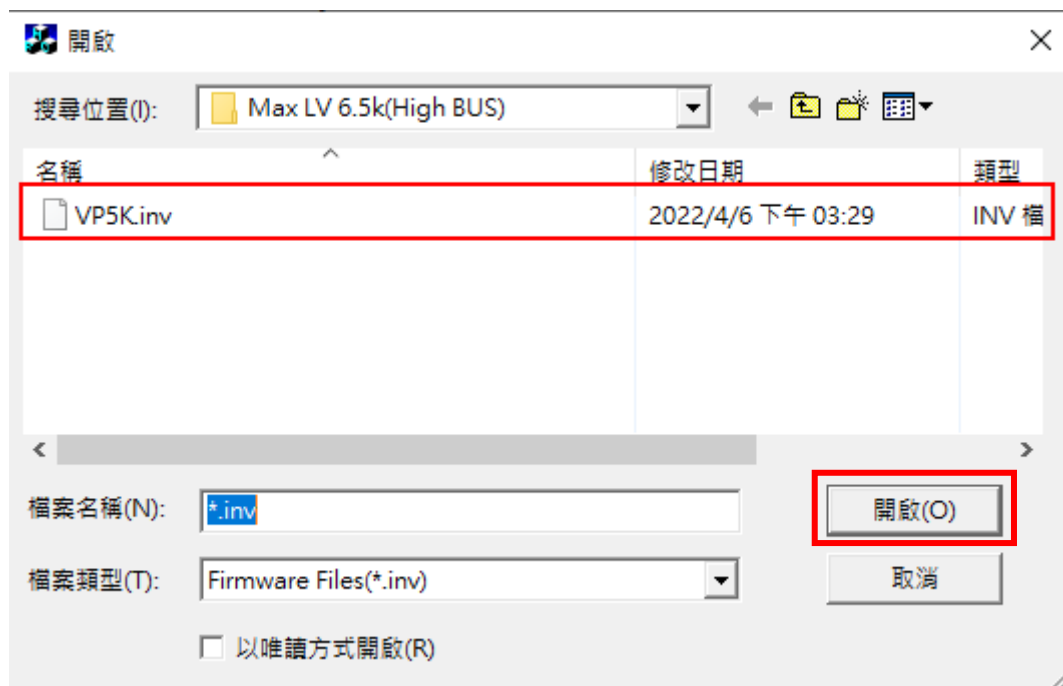 開啟
搜尋位置(I): Max LV 6.5k(High BUS)
名稱 修改日期 類型
VP5K.inv 2022/4/6 下午 03:29 INV 檔
檔案名稱(N): *.inv 開啟(O)
檔案類型(T): Firmware Files(*.inv) 取消
以唯讀方式開啟(R)